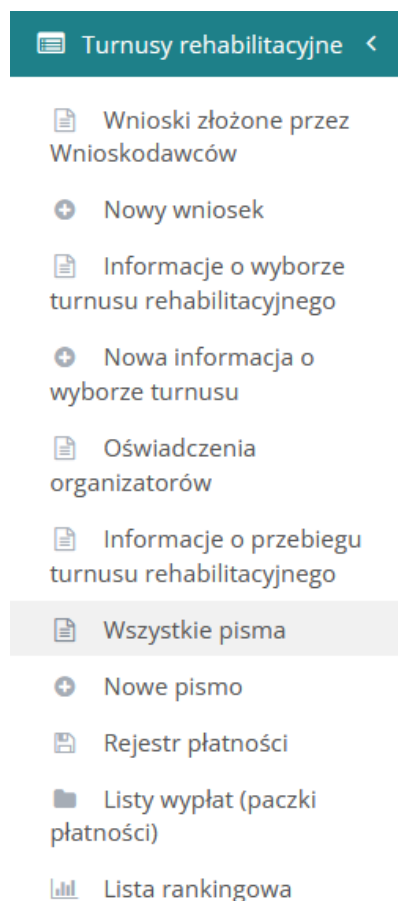 Turnusy rehabilitacyjne
Wnioski złożone przez
Wnioskodawców
Nowy wniosek
Informacje o wyborze
turnusu rehabilitacyjnego
Nowa informacja o
wyborze turnusu
Oświadczenia
organizatorów
Informacje o przebiegu
turnusu rehabilitacyjnego
Wszystkie pisma
Nowe pismo
Rejestr płatności
Listy wypłat (paczki
płatności)
Lista rankingowa